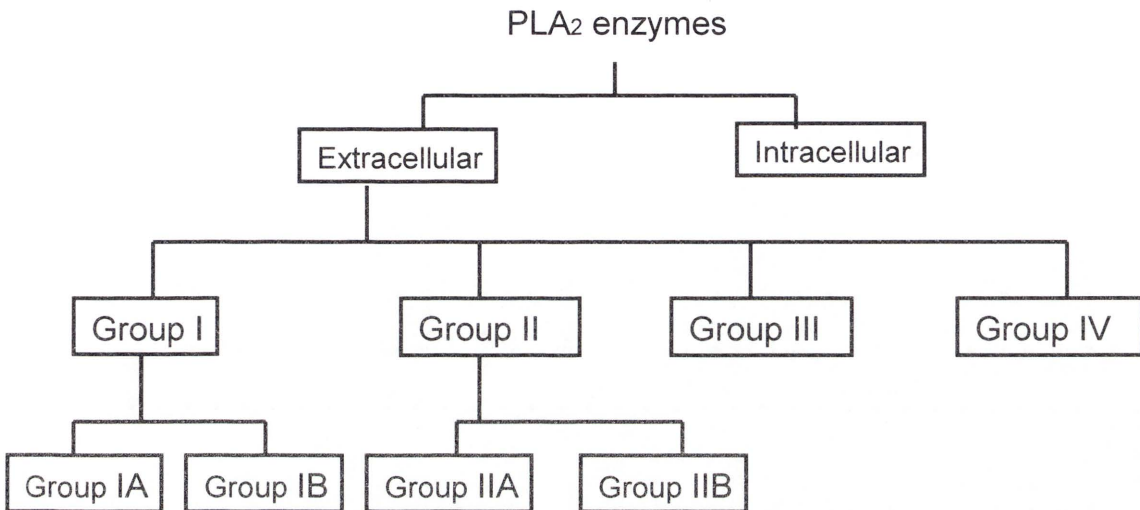 PLA₂ enzymes
Extracellular
Intracellular
Group I
Group II
Group III
Group IV
Group IA
Group IB
Group IIA
Group IIB